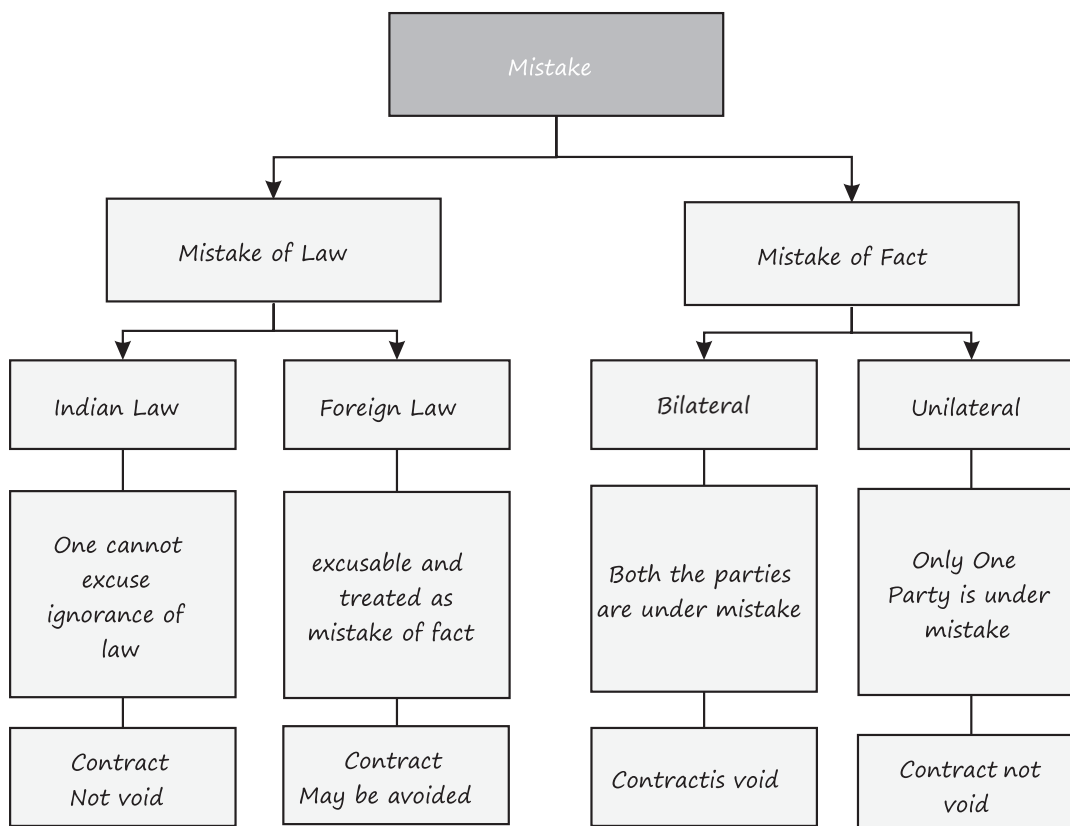 Mistake
Mistake of Law
Mistake of Fact
Indian Law
Foreign Law
Bilateral
Unilateral
One cannot
excuse
ignorance of
law
excusable and
treated as
mistake of fact
Both the parties
are under mistake
Only One
Party is under
mistake
Contract
Not void
Contract
May be avoided
Contractis void
Contract not
void